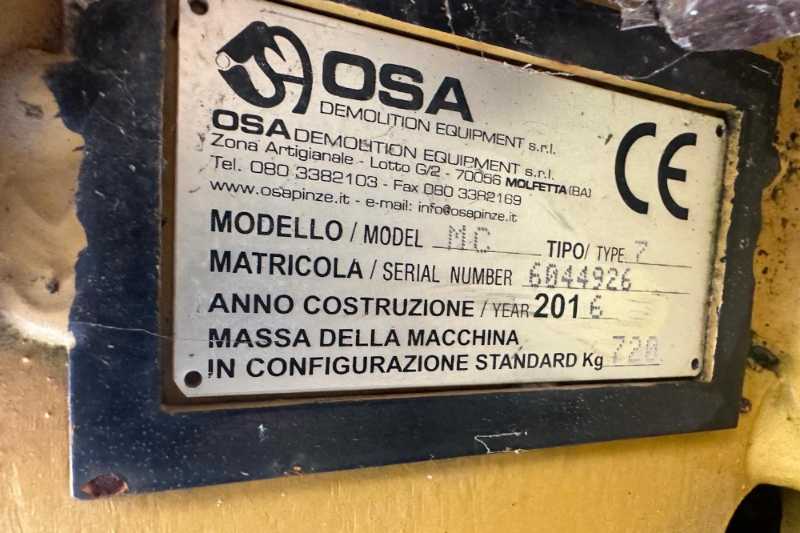 OSA
DEMOLITION EQUIPMENT s.r.l.
OSA DEMOLITION EQUIPMENT s.r.l.
Zona Artigianale - Lotto G/2 - 70056 MOLFETTA (BA)
Tel. 080 3382103 - Fax 080 3382169
www.osapinze.it - e-mail: info@osapinze.it
CE
MODELLO / MODEL MC TIPO / TYPE 7
MATRICOLA / SERIAL NUMBER 6044926
ANNO COSTRUZIONE / YEAR 2016
MASSA DELLA MACCHINA
IN CONFIGURAZIONE STANDARD Kg 720